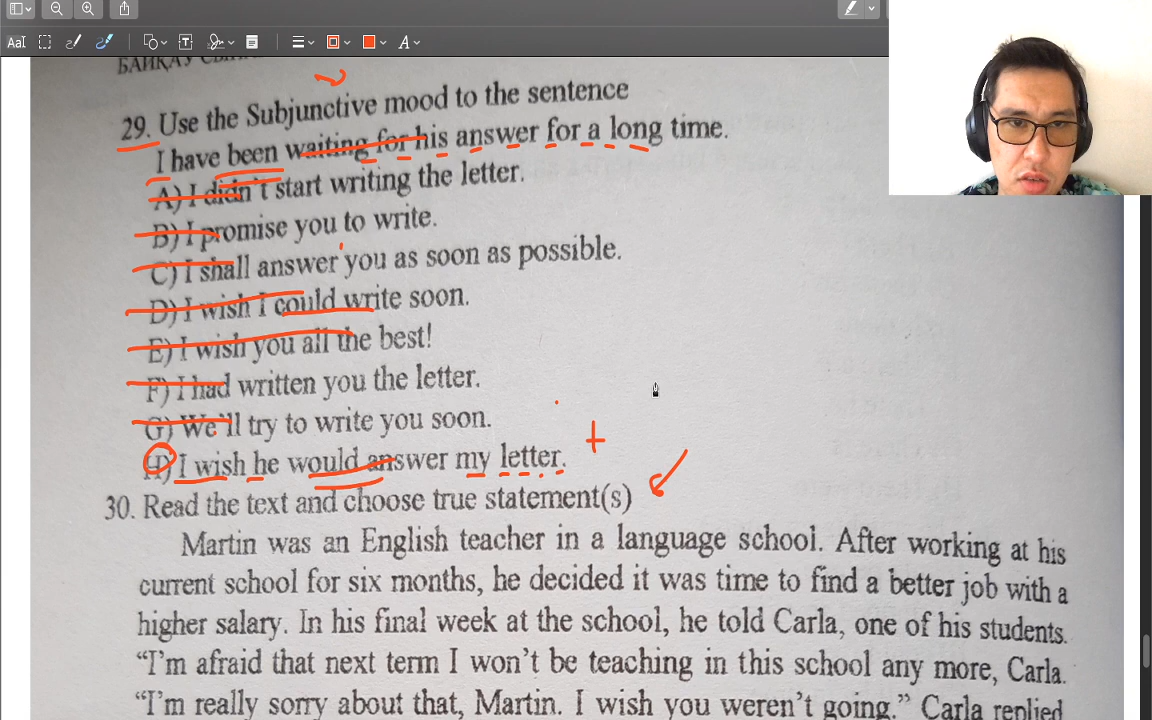 БАЙҚАУ
29. Use the Subjunctive mood to the sentence
I have been waiting for his answer for a long time.
A) I didn't start writing the letter.
B) I promise you to write.
C) I shall answer you as soon as possible.
D) I wish I could write soon.
E) I wish you all the best!
F) I had written you the letter.
G) We'll try to write you soon.
H) I wish he would answer my letter.
30. Read the text and choose true statement(s)
Martin was an English teacher in a language school. After working at his
current school for six months, he decided it was time to find a better job with a
higher salary. In his final week at the school, he told Carla, one of his students.
“I’m afraid that next term I won’t be teaching in this school any more, Carla.
“I’m really sorry about that, Martin. I wish you weren’t going.” Carla replied